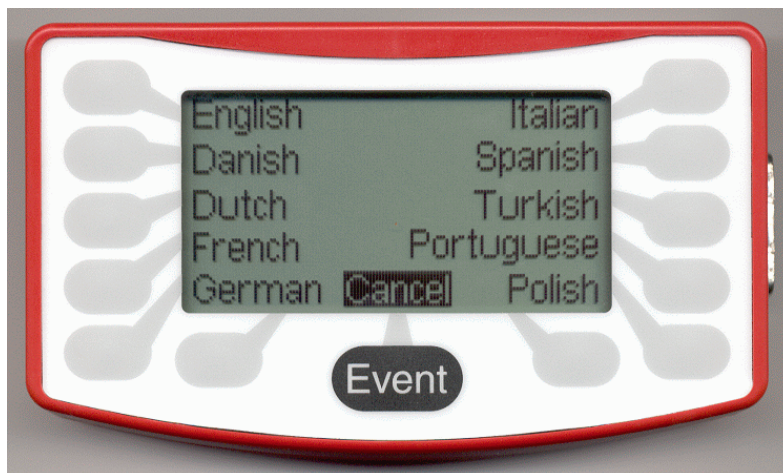 English Italian
Danish Spanish
Dutch Turkish
French Portuguese
German Cancel Polish
Event